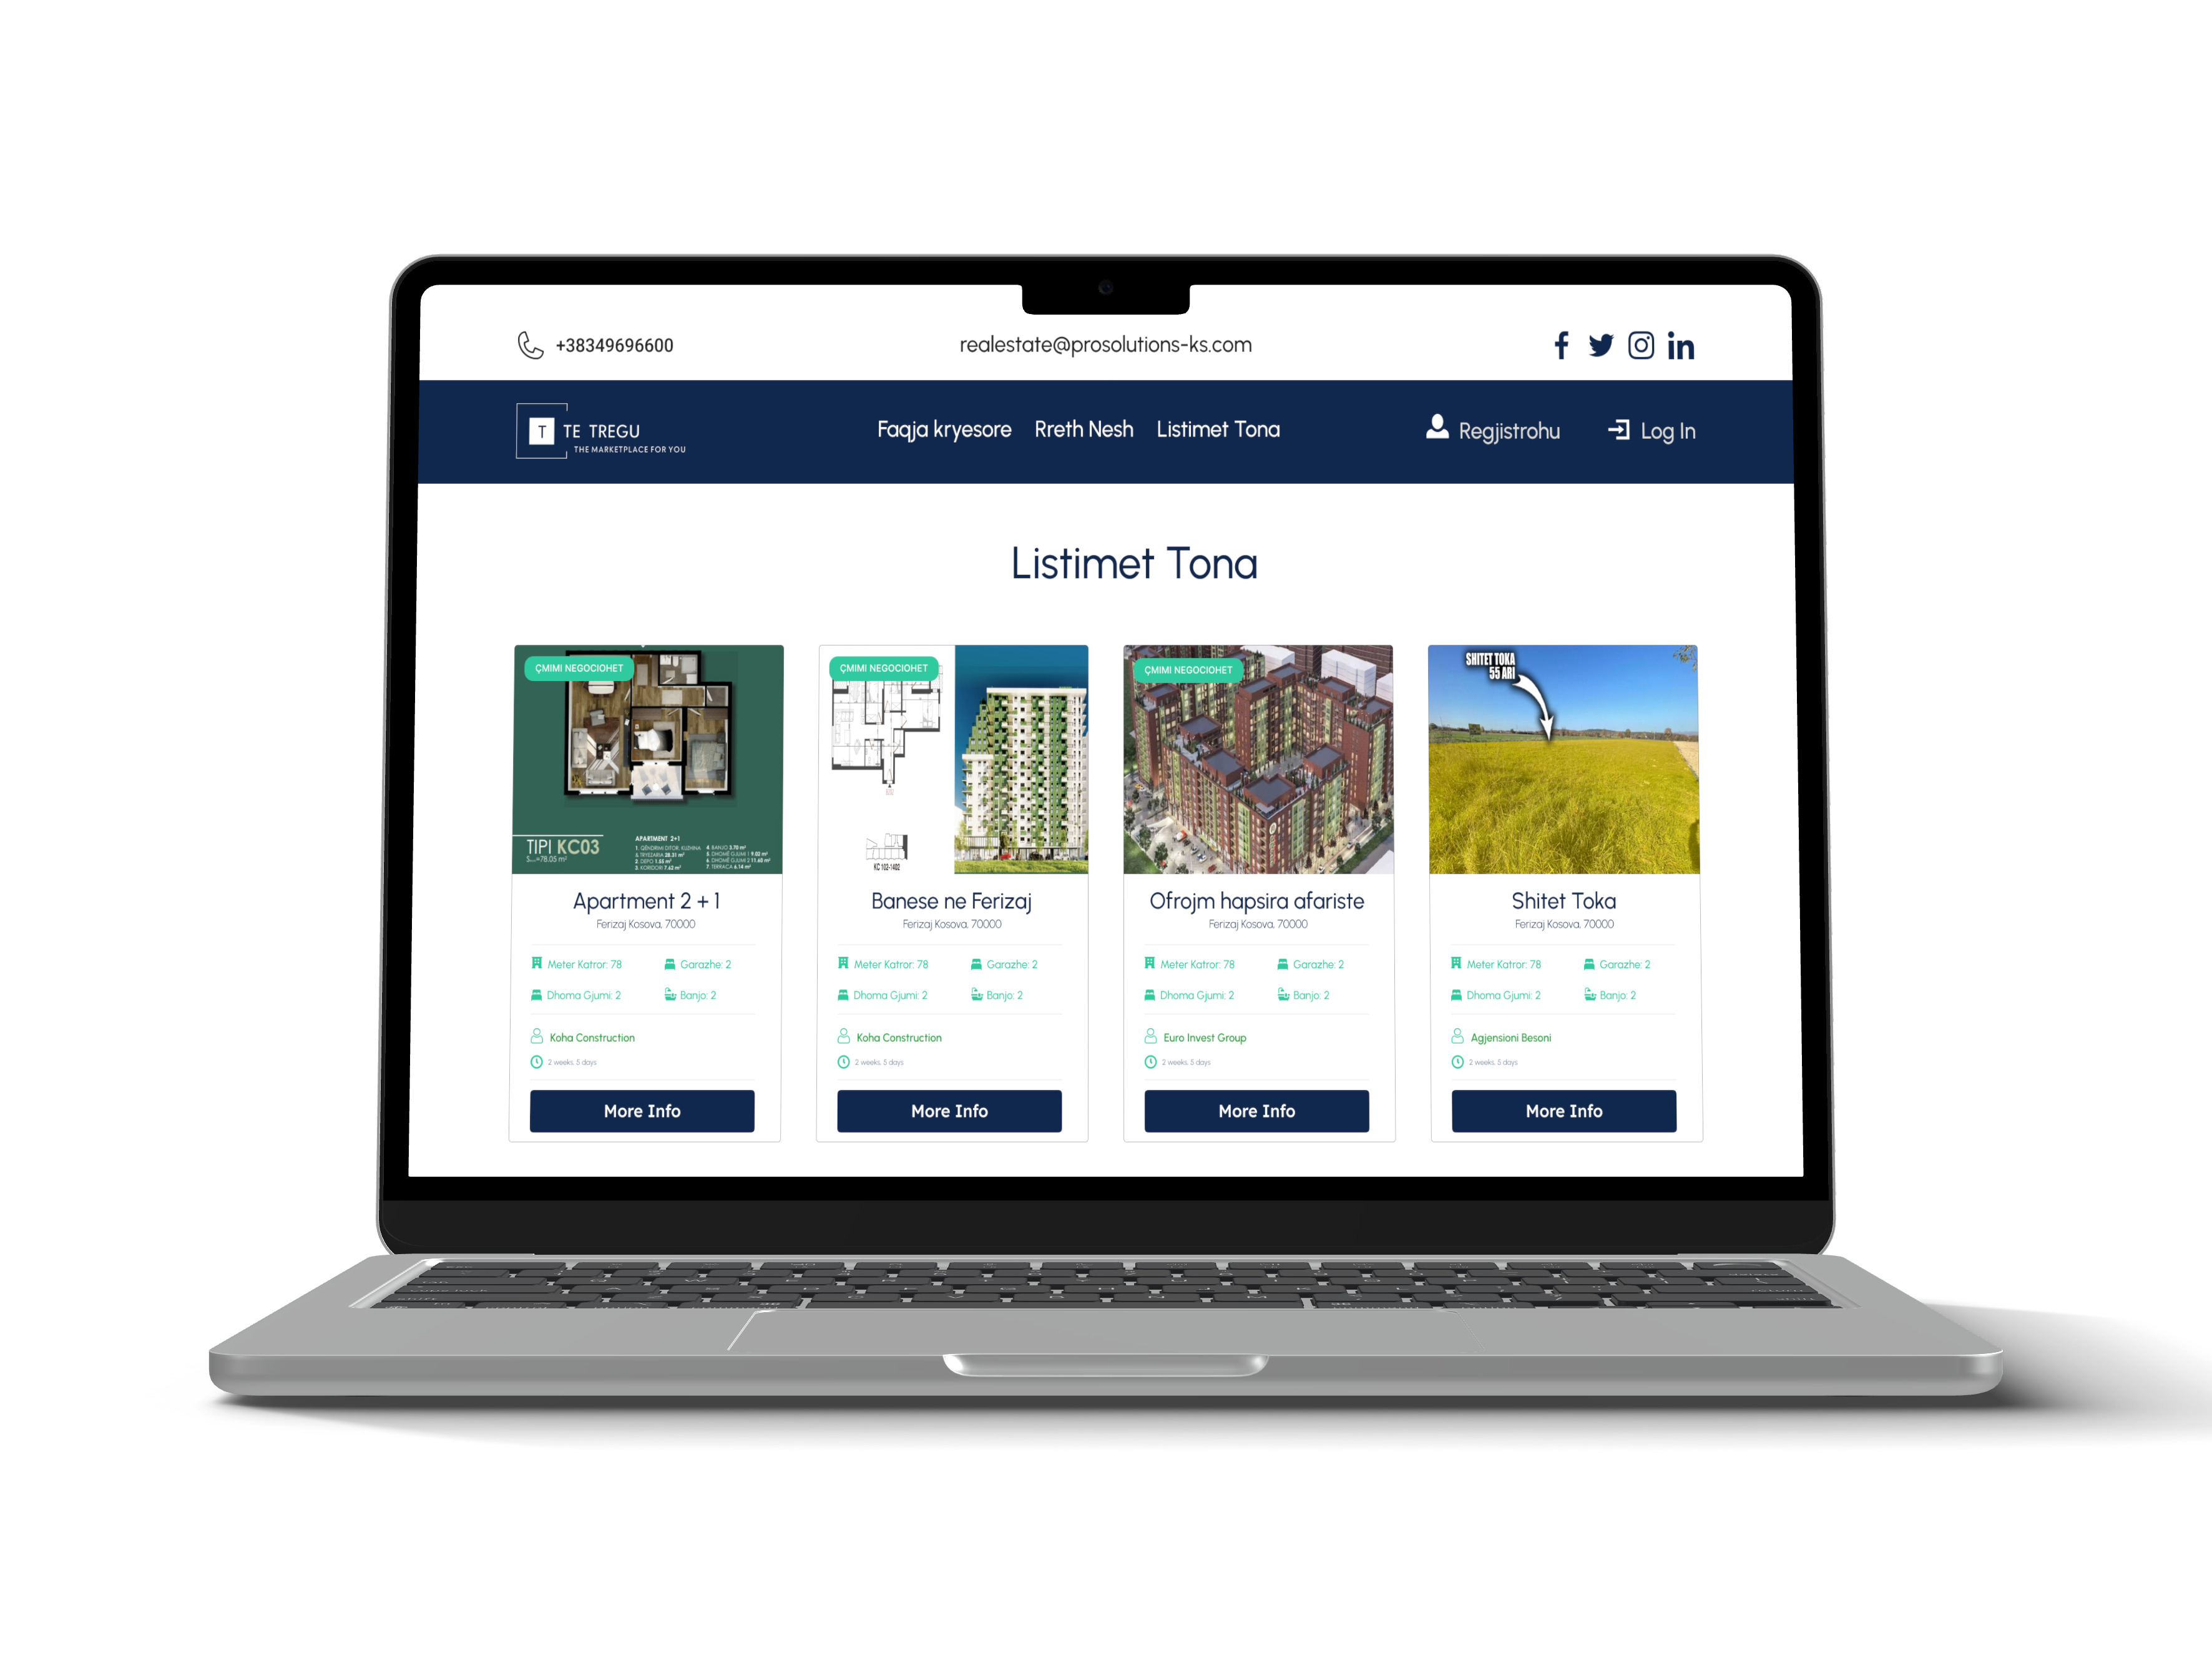 +38349696600
realestate@prosolutions-ks.com
T TE TREGU
THE MARKETPLACE FOR YOU
Faqja kryesore Rreth Nesh Listimet Tona
Regjistrohu
Log In
Listimet Tona
ÇMIMI NEGOCIOHET
TIPI KC03
APARTMENT 2+1
Apartment 2 + 1
Ferizaj Kosova, 70000
Meter Katror: 78 Garazhe: 2
Dhoma Gjumi: 2 Banjo: 2
Koha Construction
2 weeks, 5 days
More Info
ÇMIMI NEGOCIOHET
KC 102-1402
Banese ne Ferizaj
Ferizaj Kosova, 70000
Meter Katror: 78 Garazhe: 2
Dhoma Gjumi: 2 Banjo: 2
Koha Construction
2 weeks, 5 days
More Info
ÇMIMI NEGOCIOHET
Ofrojm hapsira afariste
Ferizaj Kosova, 70000
Meter Katror: 78 Garazhe: 2
Dhoma Gjumi: 2 Banjo: 2
Euro Invest Group
2 weeks, 5 days
More Info
SHITET TOKA
55 ARI
Shitet Toka
Ferizaj Kosova, 70000
Meter Katror: 78 Garazhe: 2
Dhoma Gjumi: 2 Banjo: 2
Agjensioni Besoni
2 weeks, 5 days
More Info